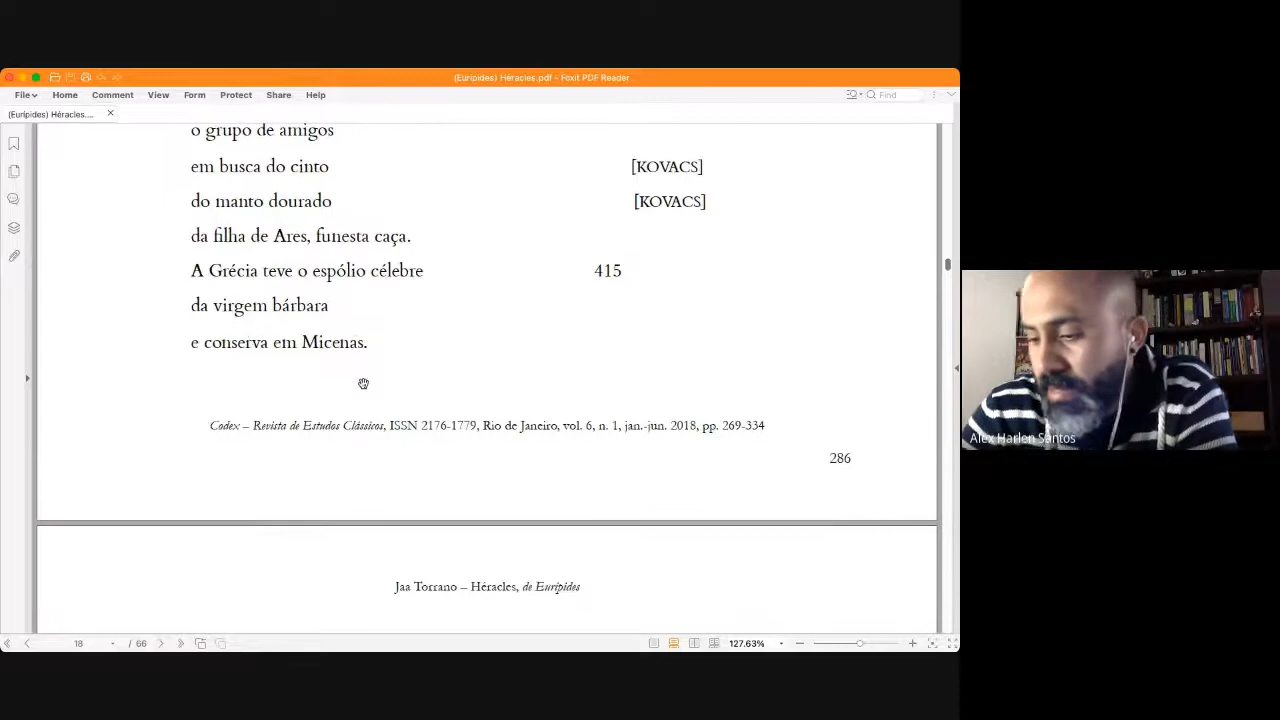 (Eurípides) Héracles.pdf - Foxit PDF Reader
File Home Comment View Form Protect Share Help Find
(Eurípides) Héracles....
o grupo de amigos
em busca do cinto [KOVACS]
do manto dourado [KOVACS]
da filha de Ares, funesta caça.
A Grécia teve o espólio célebre 415
da virgem bárbara
e conserva em Micenas.
Codex – Revista de Estudos Clássicos, ISSN 2176-1779, Rio de Janeiro, vol. 6, n. 1, jan.-jun. 2018, pp. 269-334
286
Jaa Torrano – Héracles, de Eurípides
18 / 66 127.63%
Alex Harlen Santos